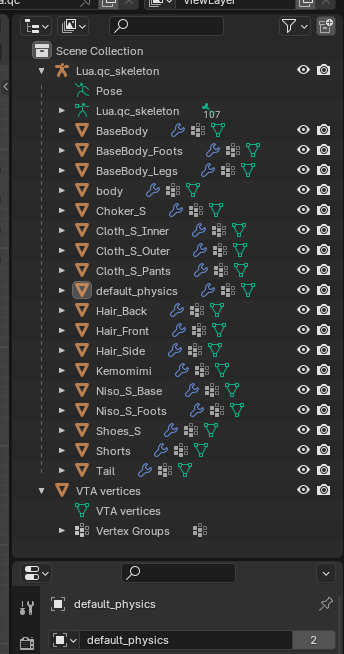 a.qc
ViewLayer
Scene Collection
Lua.qc_skeleton
Pose
Lua.qc_skeleton
107
BaseBody
BaseBody_Foots
BaseBody_Legs
body
Choker_S
Cloth_S_Inner
Cloth_S_Outer
Cloth_S_Pants
default_physics
Hair_Back
Hair_Front
Hair_Side
Kemomimi
Niso_S_Base
Niso_S_Foots
Shoes_S
Shorts
Tail
VTA vertices
VTA vertices
Vertex Groups
default_physics
default_physics 2